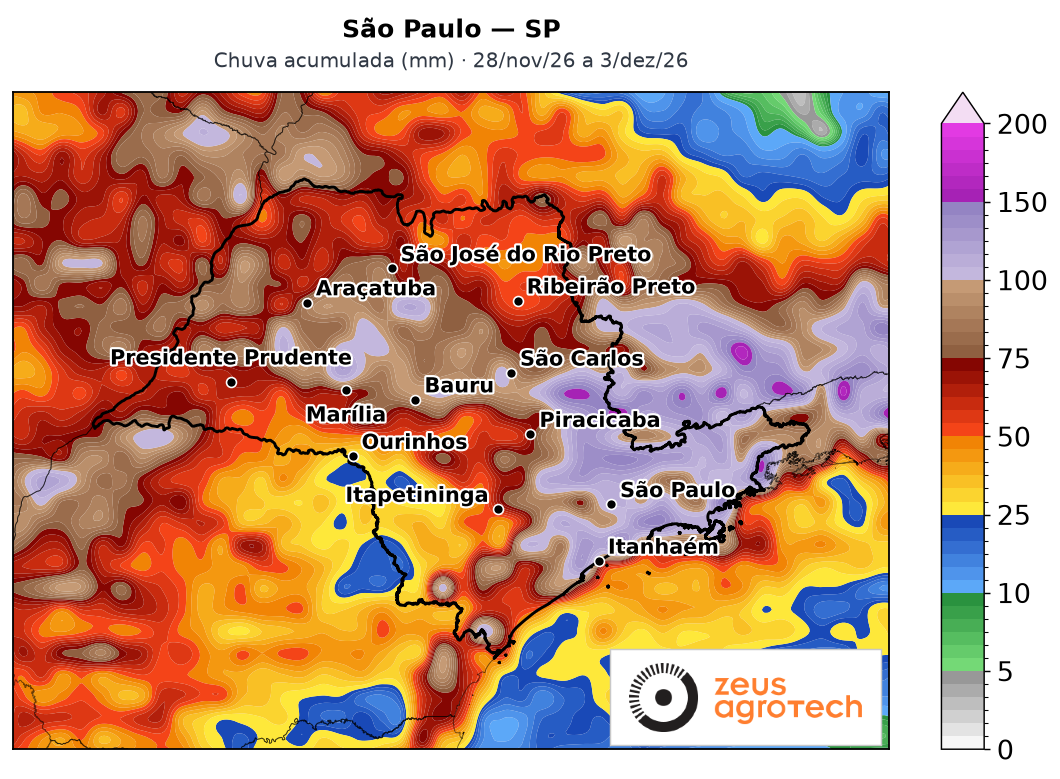 São Paulo — SP
Chuva acumulada (mm) · 28/nov/26 a 3/dez/26
São José do Rio Preto
Araçatuba
Ribeirão Preto
Presidente Prudente
São Carlos
Bauru
Marília
Piracicaba
Ourinhos
Itapetininga
São Paulo
Itanhaém
zeus
agrotech
200
150
100
75
50
25
10
5
0